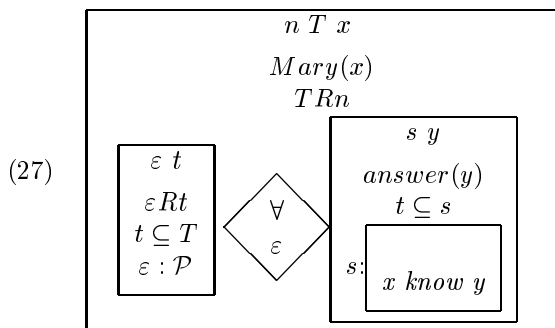 n T x
Mary(x)
TRn
(27)
ε t
εRt
t ⊆ T
ε : 𝒫
∀
ε
s y
answer(y)
t ⊆ s
s:
x know y